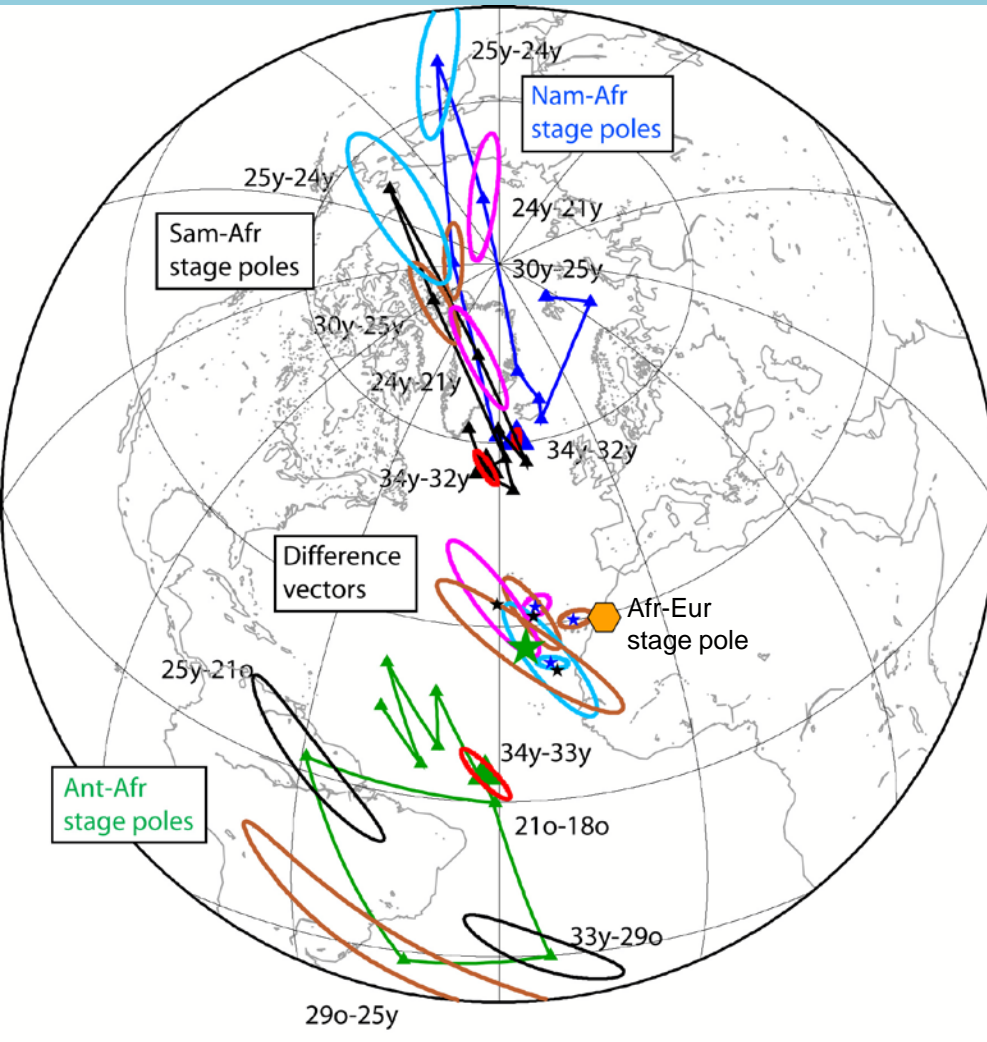 25y-24y
Nam-Afr
stage poles
25y-24y
24y-21y
Sam-Afr
stage poles
30y-25y
30y-25y
24y-21y
34y-32y
34y-32y
Difference
vectors
Afr-Eur
stage pole
25y-21o
34y-33y
Ant-Afr
stage poles
21o-18o
33y-29o
29o-25y